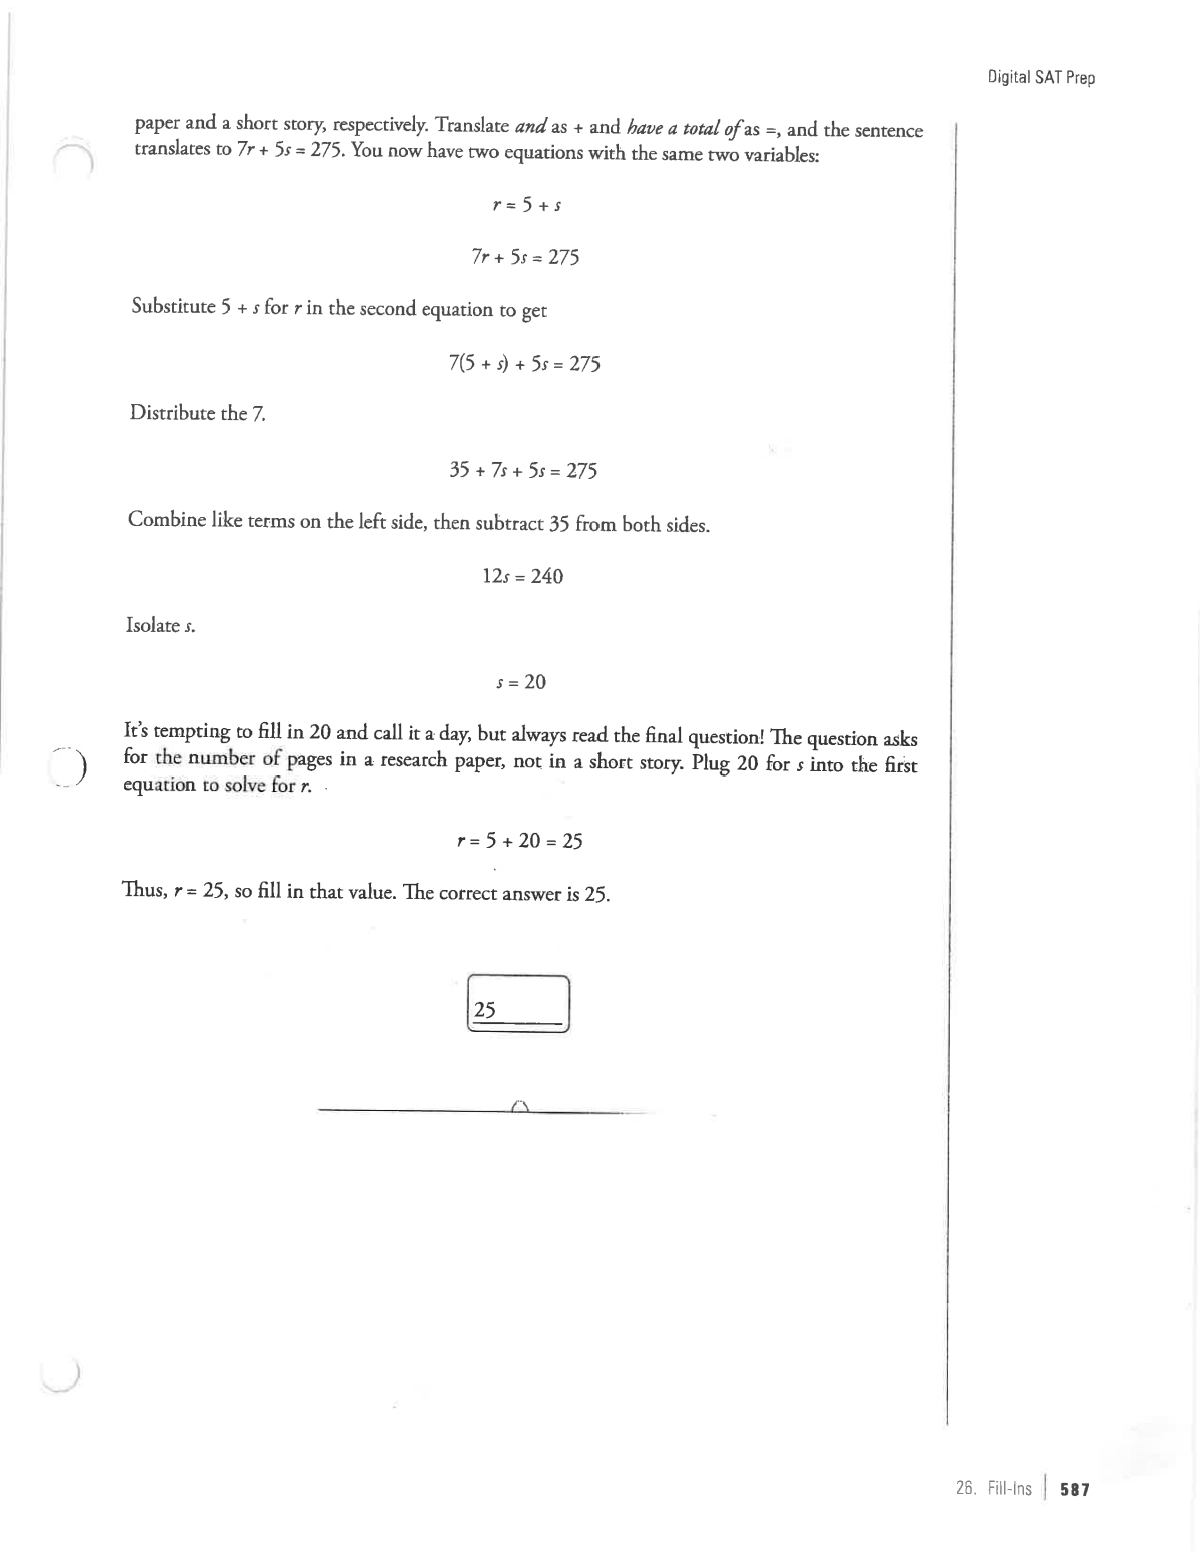 Digital SAT Prep
paper and a short story, respectively. Translate and as + and have a total of as =, and the sentence
translates to 7r + 5s = 275. You now have two equations with the same two variables:
r = 5 + s
7r + 5s = 275
Substitute 5 + s for r in the second equation to get
7(5 + s) + 5s = 275
Distribute the 7.
35 + 7s + 5s = 275
Combine like terms on the left side, then subtract 35 from both sides.
12s = 240
Isolate s.
s = 20
It's tempting to fill in 20 and call it a day, but always read the final question! The question asks
for the number of pages in a research paper, not in a short story. Plug 20 for s into the first
equation to solve for r.
r = 5 + 20 = 25
Thus, r = 25, so fill in that value. The correct answer is 25.
25
26. Fill-Ins | 587